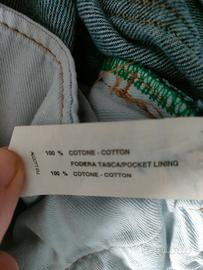 100 % COTONE - COTTON
FODERA TASCA/POCKET LINING
100 % COTONE - COTTON